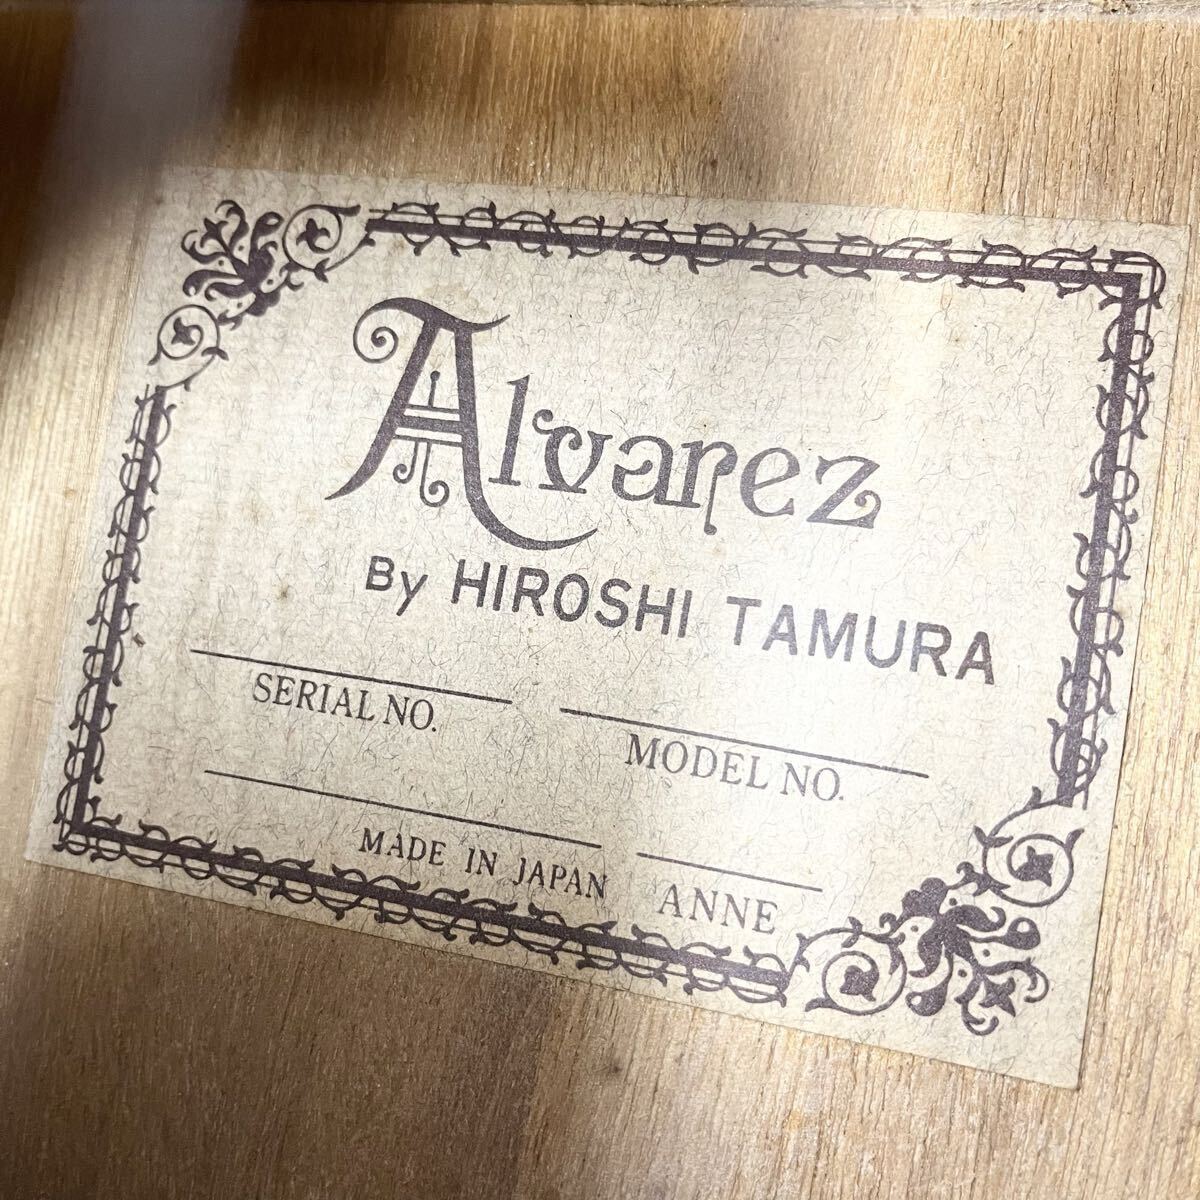 Alvarez
By HIROSHI TAMURA
SERIAL NO.
MODEL NO.
MADE IN JAPAN
ANNE